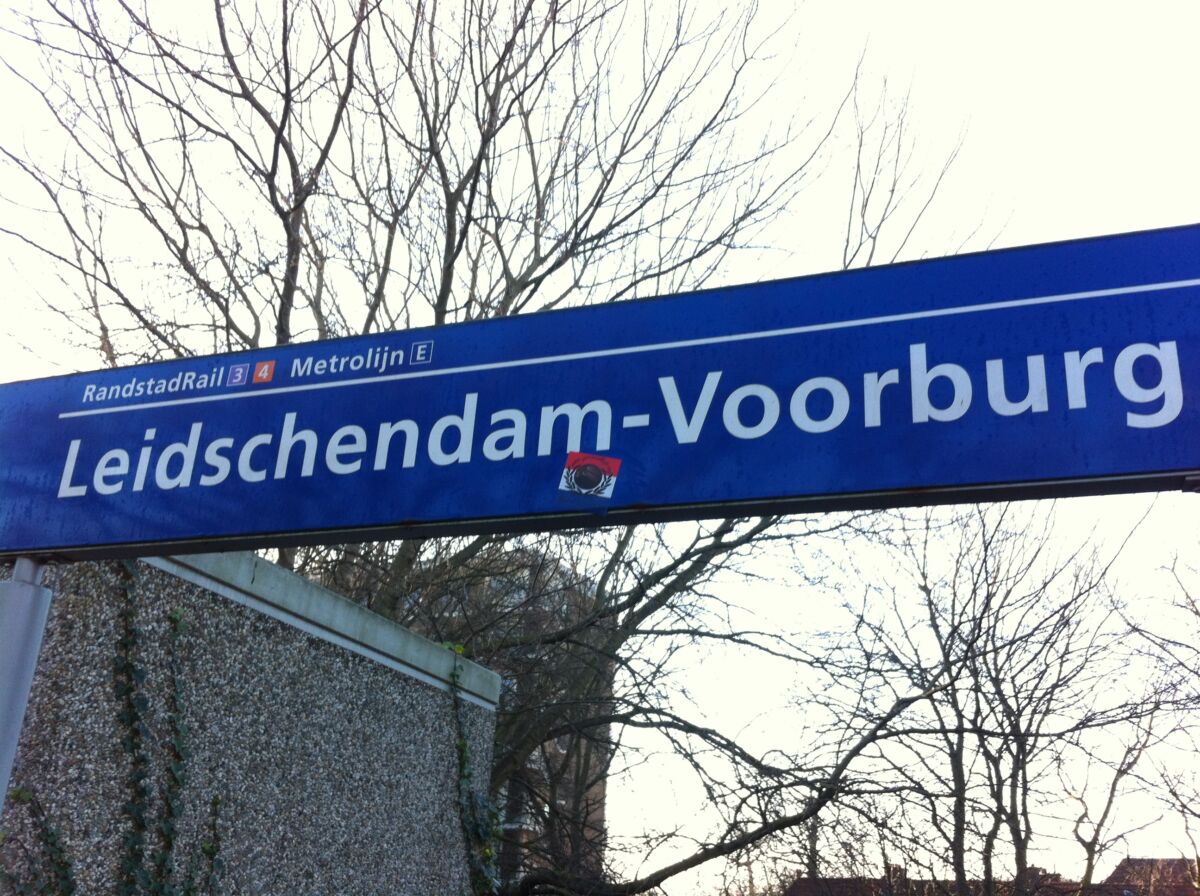 RandstadRail 3 4 Metrolijn E
Leidschendam-Voorburg